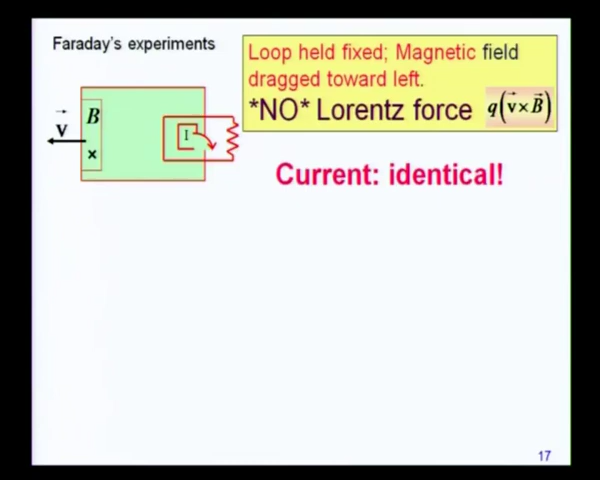 Faraday's experiments
Loop held fixed; Magnetic field
dragged toward left.
*NO* Lorentz force q(v⃗×B⃗)
v⃗
B
×
I
Current: identical!
17